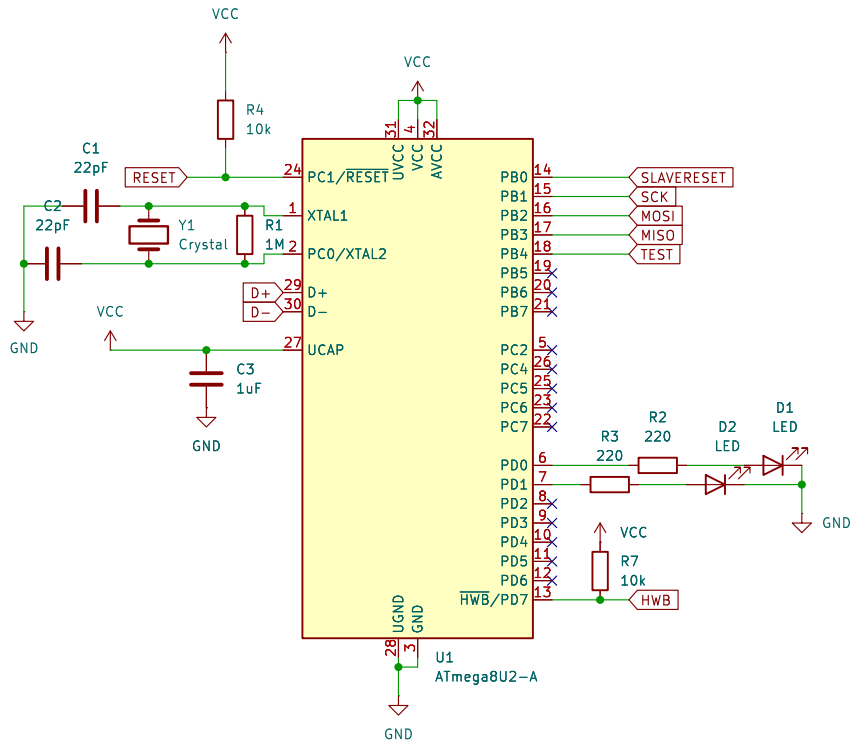 VCC
R4
10k
VCC
C1
22pF
C2
22pF
Y1
Crystal
R1
1M
RESET
D+
D-
VCC
GND
C3
1uF
GND
31
4
32
UVCC
VCC
AVCC
24
PC1/RESET
1
XTAL1
2
PC0/XTAL2
29
D+
30
D-
27
UCAP
PB0
14
SLAVERESET
PB1
15
SCK
PB2
16
MOSI
PB3
17
MISO
PB4
18
TEST
PB5
19
PB6
20
PB7
21
PC2
5
PC4
26
PC5
25
PC6
23
PC7
22
PD0
6
PD1
7
PD2
8
PD3
9
PD4
10
PD5
11
PD6
12
HWB/PD7
13
R3
220
R2
220
D2
LED
D1
LED
GND
VCC
R7
10k
HWB
UGND
GND
28
3
U1
ATmega8U2-A
GND